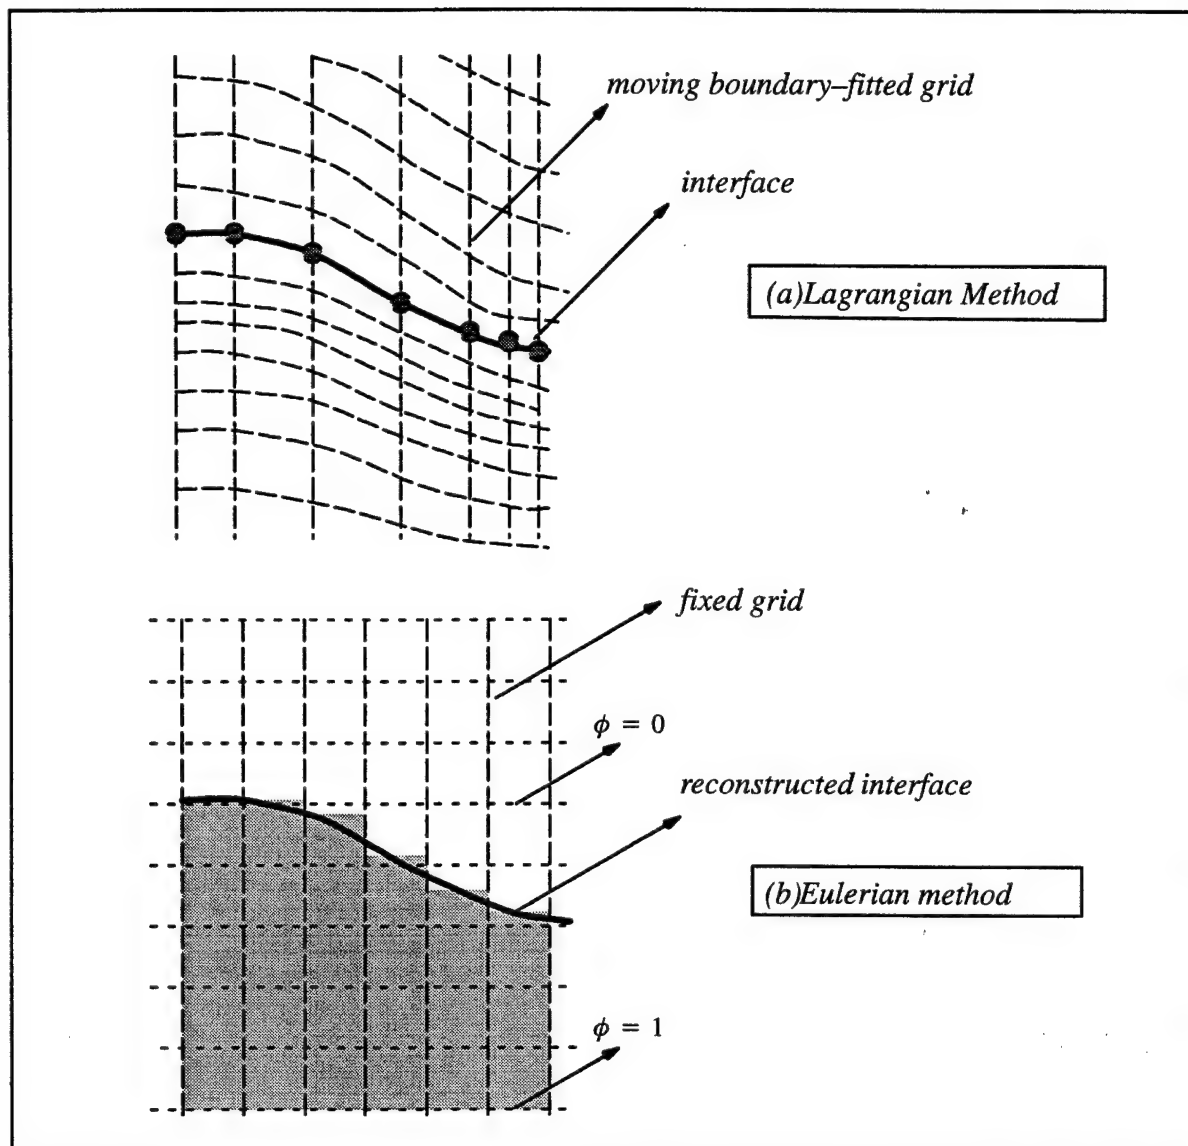 moving boundary–fitted grid
interface
(a)Lagrangian Method
fixed grid
ϕ = 0
reconstructed interface
(b)Eulerian method
ϕ = 1